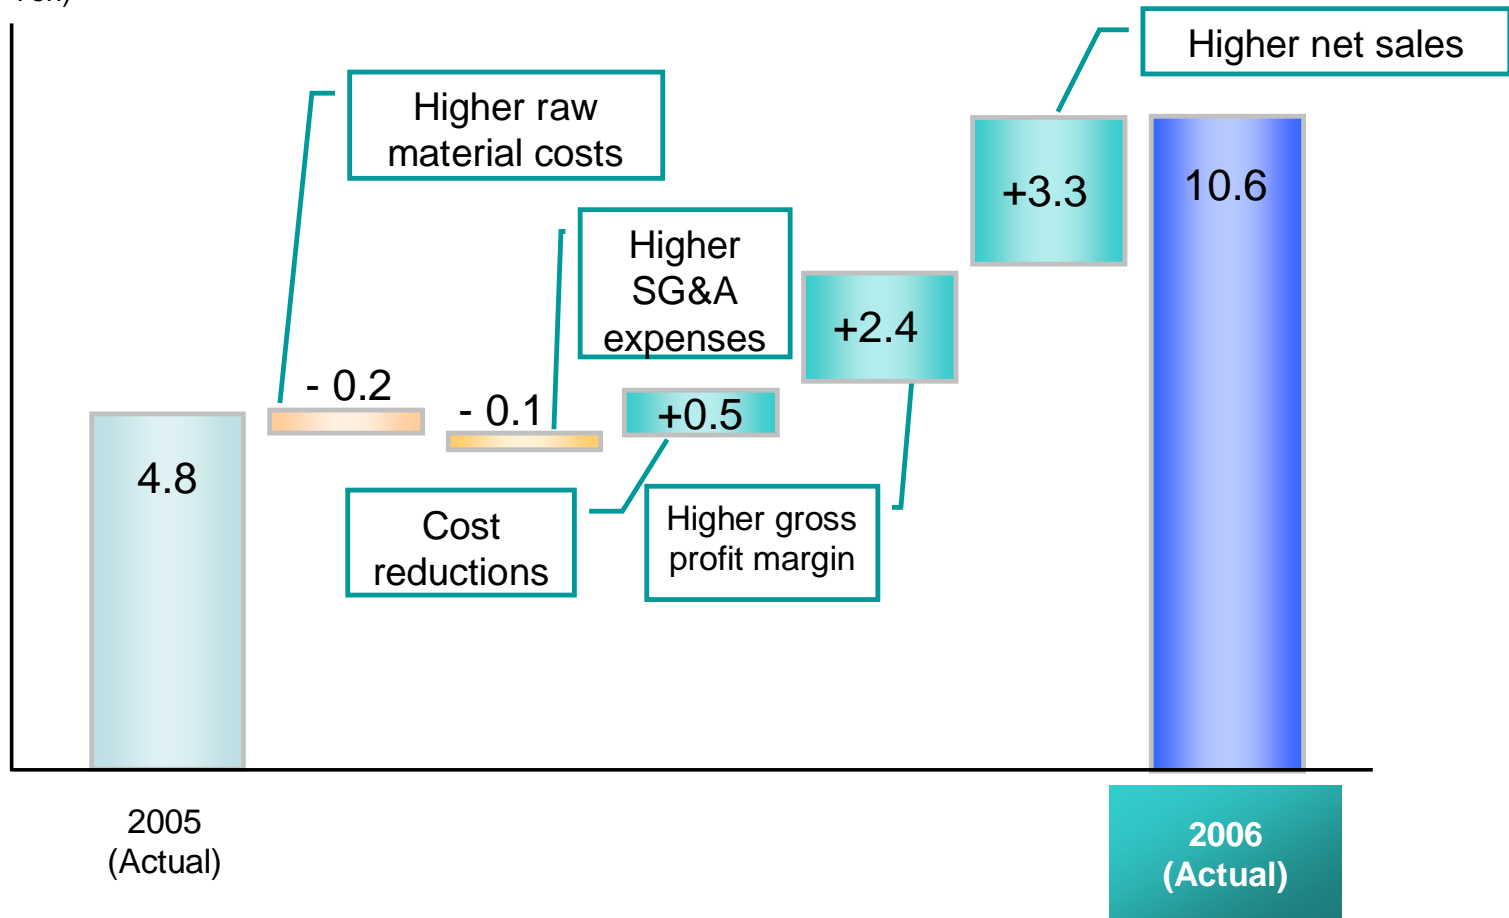 Higher net sales
Higher raw
material costs
+3.3
10.6
Higher
SG&A
expenses
+2.4
- 0.2
- 0.1
+0.5
4.8
Cost
reductions
Higher gross
profit margin
2005
(Actual)
2006
(Actual)